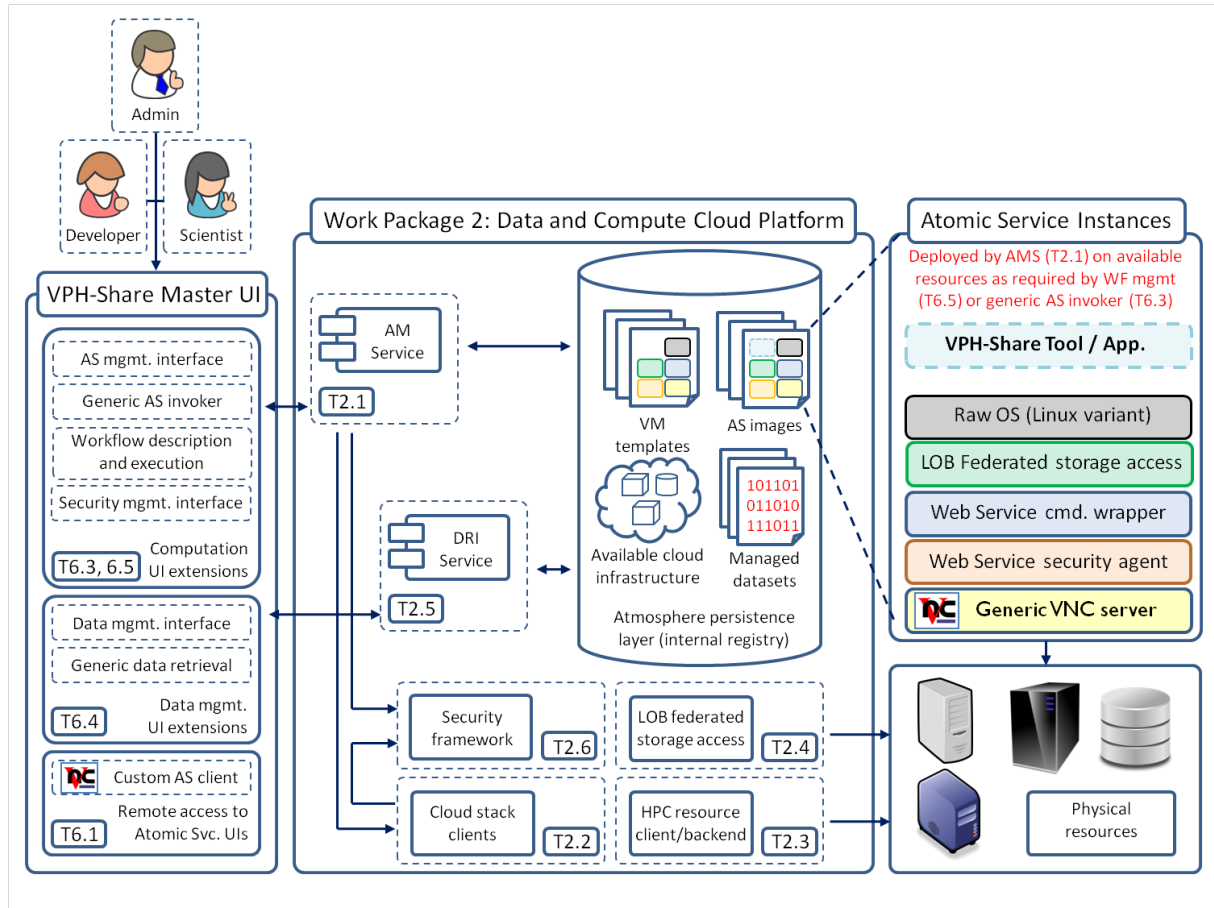 Admin
Developer
Scientist
VPH-Share Master UI
AS mgmt. interface
Generic AS invoker
Workflow description
and execution
Security mgmt. interface
T6.3, 6.5
Computation
UI extensions
Data mgmt. interface
Generic data retrieval
T6.4
Data mgmt.
UI extensions
VNC
Custom AS client
T6.1
Remote access to
Atomic Svc. UIs
Work Package 2: Data and Compute Cloud Platform
AM
Service
T2.1
DRI
Service
T2.5
VM
templates
AS images
Available cloud
infrastructure
101101
011010
111011
Managed
datasets
Atmosphere persistence
layer (internal registry)
Security
framework
T2.6
LOB federated
storage access
T2.4
Cloud stack
clients
T2.2
HPC resource
client/backend
T2.3
Atomic Service Instances
Deployed by AMS (T2.1) on available
resources as required by WF mgmt
(T6.5) or generic AS invoker (T6.3)
VPH-Share Tool / App.
Raw OS (Linux variant)
LOB Federated storage access
Web Service cmd. wrapper
Web Service security agent
VNC
Generic VNC server
Physical
resources